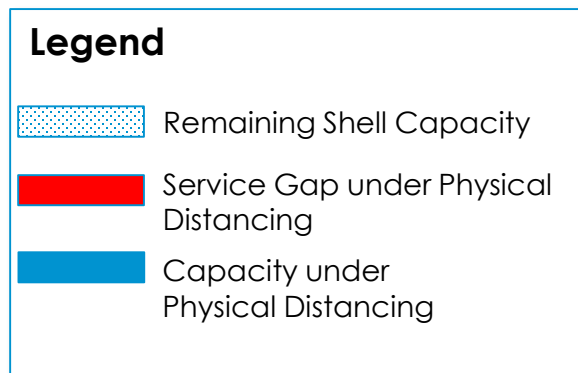 Legend
Remaining Shell Capacity
Service Gap under Physical
Distancing
Capacity under
Physical Distancing